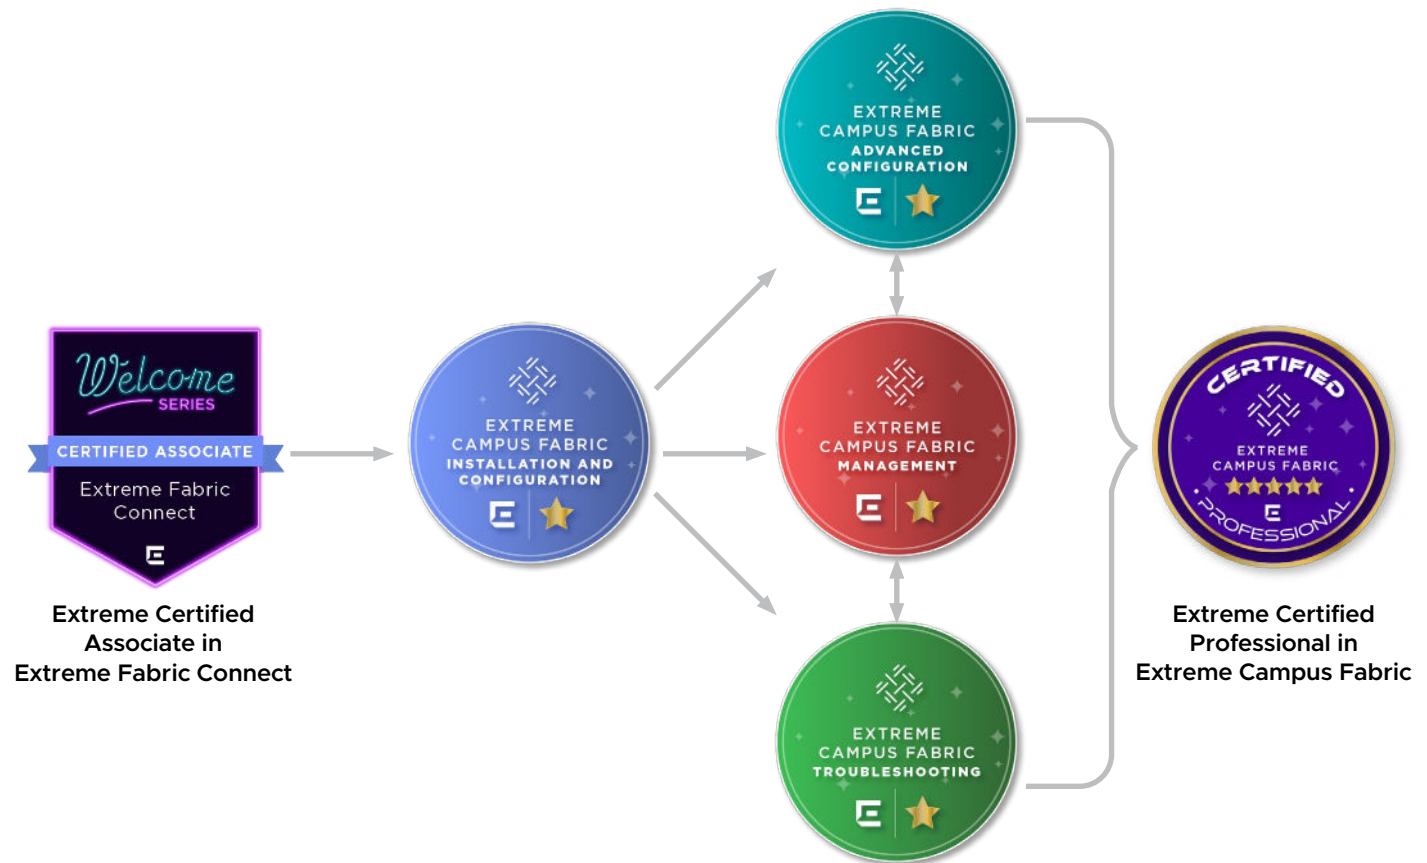 Welcome
SERIES
CERTIFIED ASSOCIATE
Extreme Fabric
Connect
Extreme Certified
Associate in
Extreme Fabric Connect
EXTREME
CAMPUS FABRIC
INSTALLATION AND
CONFIGURATION
EXTREME
CAMPUS FABRIC
ADVANCED
CONFIGURATION
EXTREME
CAMPUS FABRIC
MANAGEMENT
EXTREME
CAMPUS FABRIC
TROUBLESHOOTING
CERTIFIED
EXTREME
CAMPUS FABRIC
PROFESSIONAL
Extreme Certified
Professional in
Extreme Campus Fabric